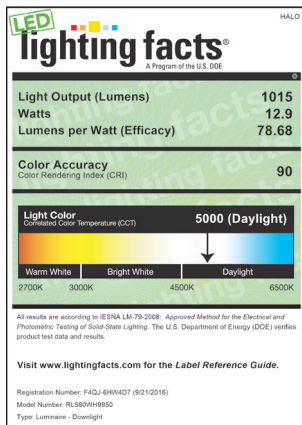 HALO
LED
lighting facts®
A Program of the U.S. DOE
Light Output (Lumens) 1015
Watts 12.9
Lumens per Watt (Efficacy) 78.68
Color Accuracy
Color Rendering Index (CRI) 90
Light Color
Correlated Color Temperature (CCT) 5000 (Daylight)
Warm White Bright White Daylight
2700K 3000K 4500K 6500K
All results are according to IESNA LM-79-2008: Approved Method for the Electrical and
Photometric Testing of Solid-State Lighting. The U.S. Department of Energy (DOE) verifies
product test data and results.
Visit www.lightingfacts.com for the Label Reference Guide.
Registration Number: F4QJ-6HW4D7 (9/21/2016)
Model Number: RLS60WH9950
Type: Luminaire - Downlight